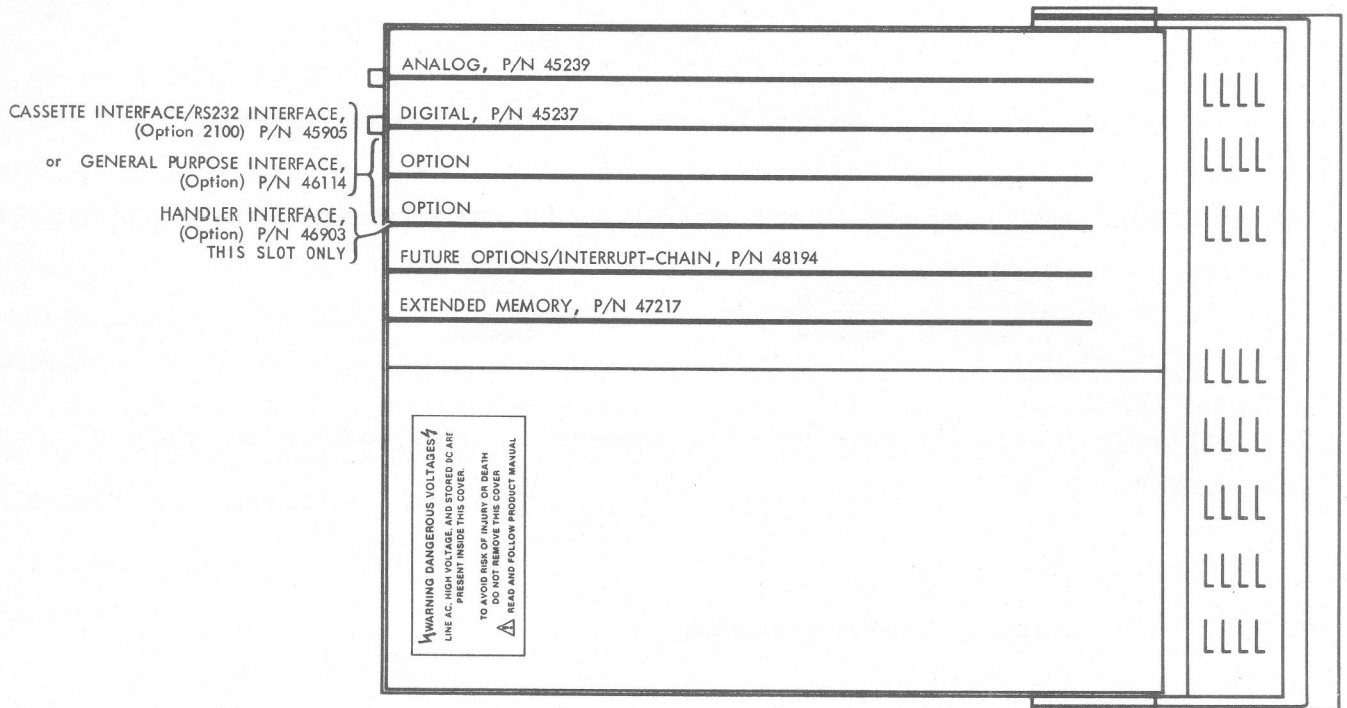 ANALOG, P/N 45239
CASSETTE INTERFACE/RS232 INTERFACE,
(Option 2100) P/N 45905
DIGITAL, P/N 45237
or GENERAL PURPOSE INTERFACE,
(Option) P/N 46114
OPTION
HANDLER INTERFACE,
(Option) P/N 46903
THIS SLOT ONLY
OPTION
FUTURE OPTIONS/INTERRUPT-CHAIN, P/N 48194
EXTENDED MEMORY, P/N 47217
WARNING DANGEROUS VOLTAGES
LINE AC, HIGH VOLTAGE, AND STORED DC ARE
PRESENT INSIDE THIS COVER.
TO AVOID RISK OF INJURY OR DEATH
DO NOT REMOVE THIS COVER
READ AND FOLLOW PRODUCT MANUAL